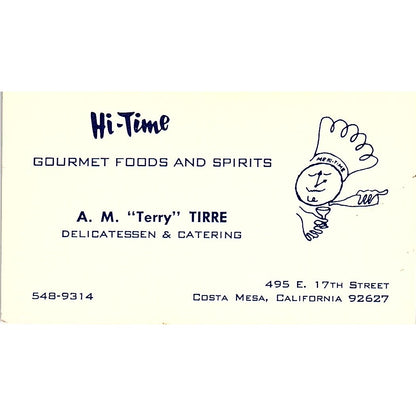 Hi-Time
GOURMET FOODS AND SPIRITS
HER-TIME
A. M. "Terry" TIRRE
DELICATESSEN & CATERING
548-9314
495 E. 17TH STREET
COSTA MESA, CALIFORNIA 92627